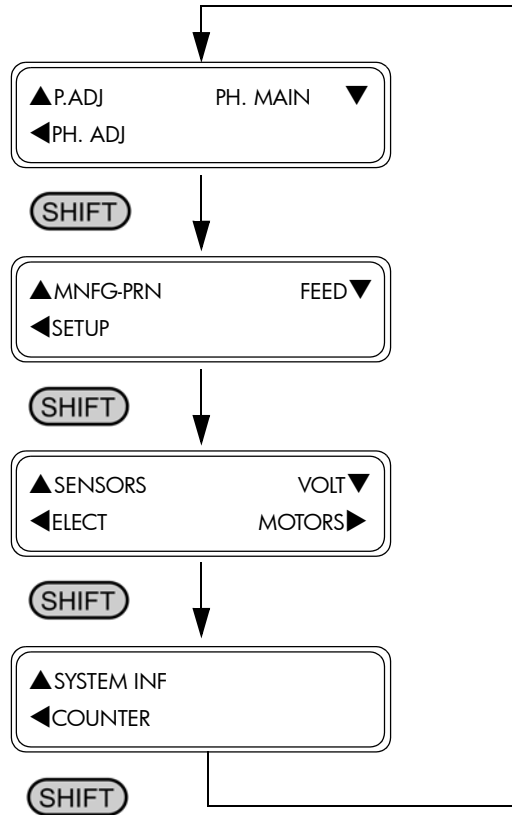 ▲P.ADJ PH. MAIN ▼
◀PH. ADJ
SHIFT
▲MNFG-PRN FEED▼
◀SETUP
SHIFT
▲SENSORS VOLT▼
◀ELECT MOTORS▶
SHIFT
▲SYSTEM INF
◀COUNTER
SHIFT